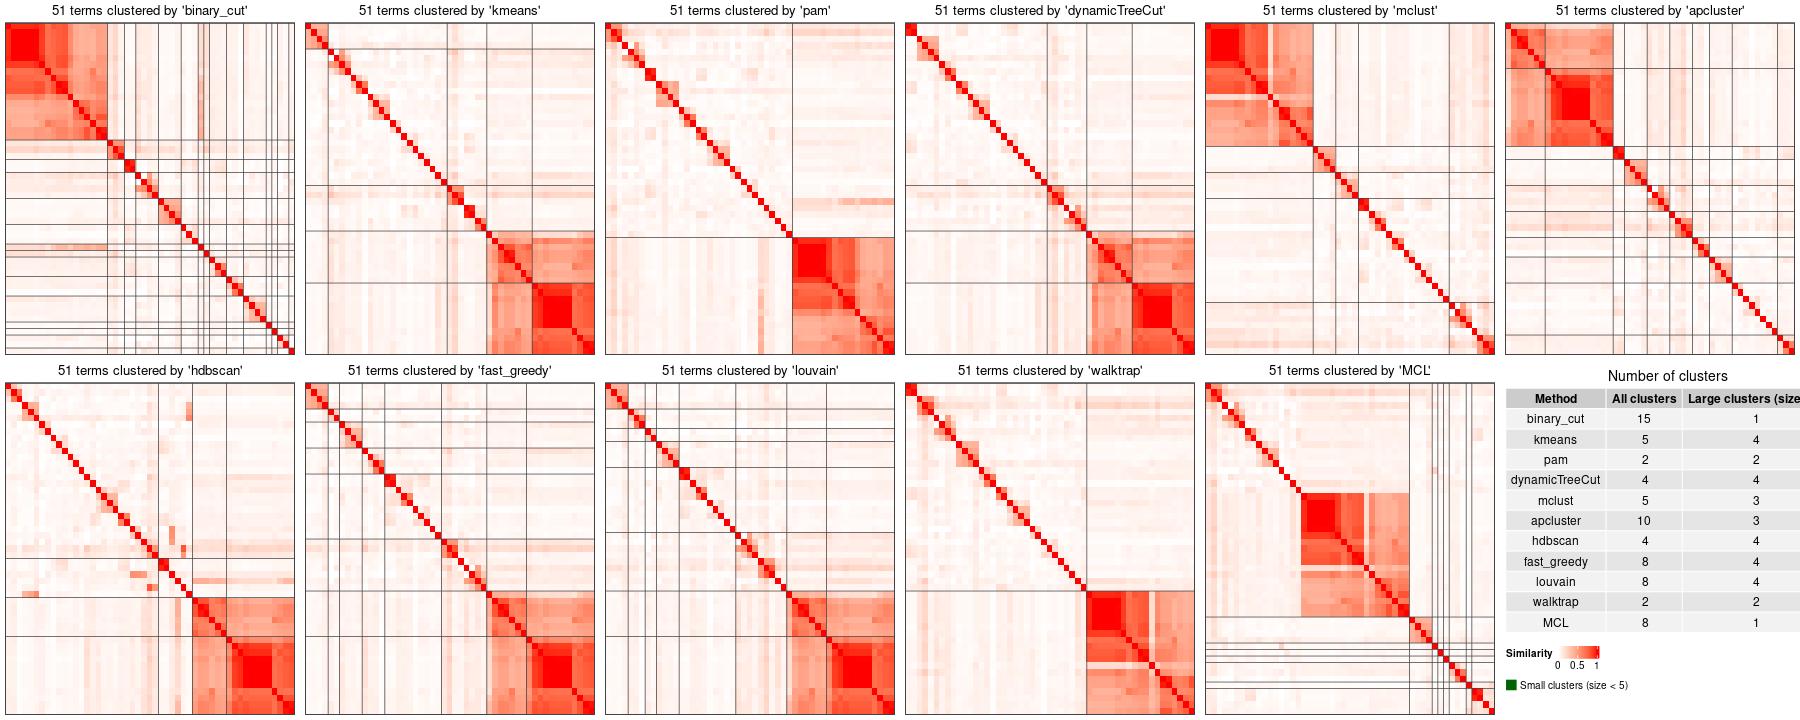 51 terms clustered by 'binary_cut'
51 terms clustered by 'kmeans'
51 terms clustered by 'pam'
51 terms clustered by 'dynamicTreeCut'
51 terms clustered by 'mclust'
51 terms clustered by 'apcluster'
51 terms clustered by 'hdbscan'
51 terms clustered by 'fast_greedy'
51 terms clustered by 'louvain'
51 terms clustered by 'walktrap'
51 terms clustered by 'MCL'
Number of clusters
Method All clusters Large clusters (size
binary_cut 15 1
kmeans 5 4
pam 2 2
dynamicTreeCut 4 4
mclust 5 3
apcluster 10 3
hdbscan 4 4
fast_greedy 8 4
louvain 8 4
walktrap 2 2
MCL 8 1
Similarity
0 0.5 1
Small clusters (size < 5)